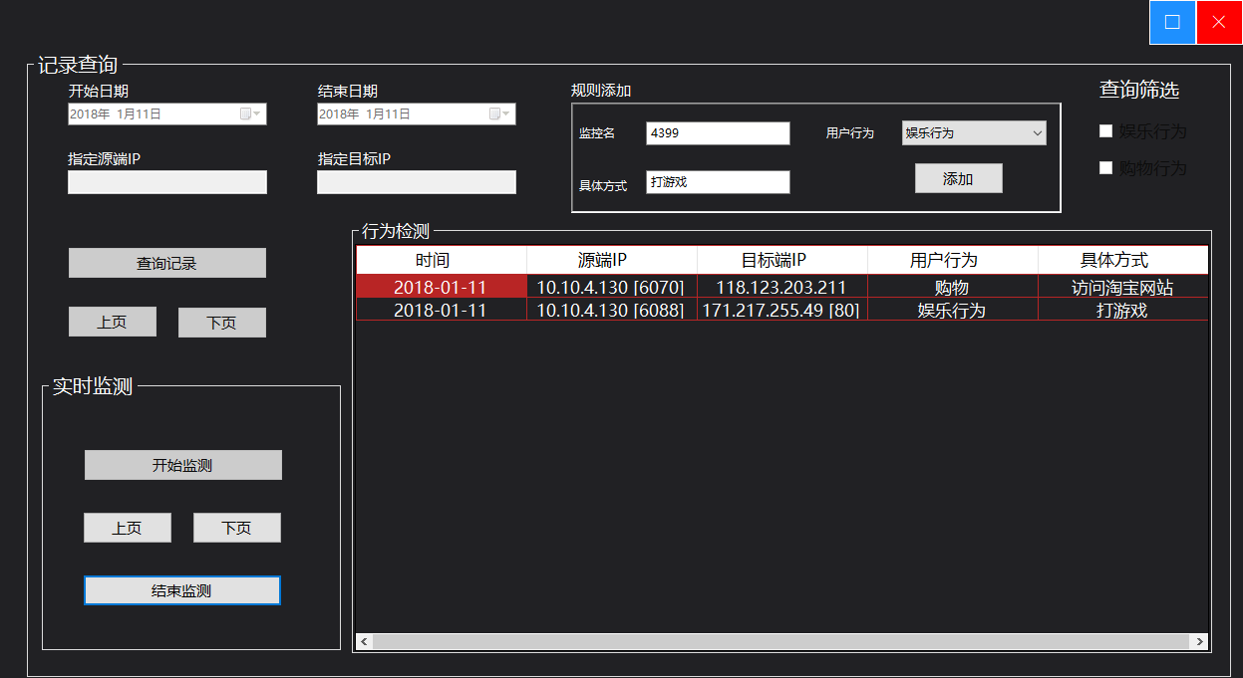 记录查询
开始日期
结束日期
规则添加
查询筛选
2018年 1月11日
2018年 1月11日
监控名
4399
用户行为
娱乐行为
娱乐行为
指定源端IP
指定目标IP
购物行为
具体方式
打游戏
添加
行为检测
查询记录
时间
源端IP
目标端IP
用户行为
具体方式
2018-01-11
10.10.4.130 [6070]
118.123.203.211
购物
访问淘宝网站
2018-01-11
10.10.4.130 [6088]
171.217.255.49 [80]
娱乐行为
打游戏
上页
下页
实时监测
开始监测
上页
下页
结束监测